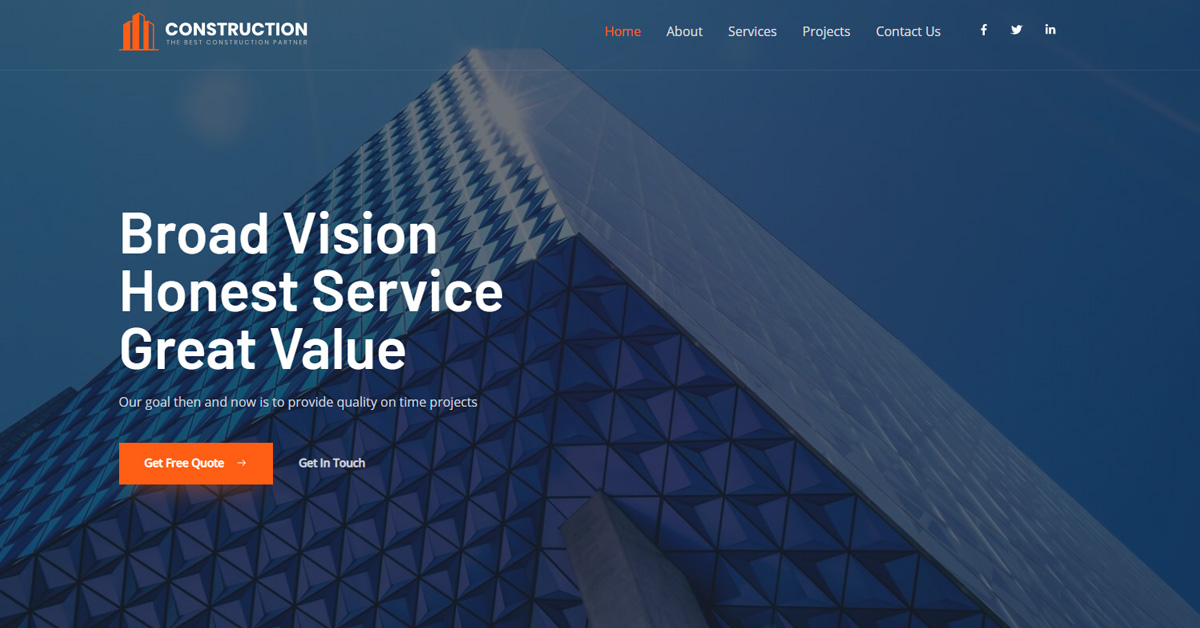 CONSTRUCTION
THE BEST CONSTRUCTION PARTNER
Home About Services Projects Contact Us
Broad Vision
Honest Service
Great Value
Our goal then and now is to provide quality on time projects
Get Free Quote → Get In Touch